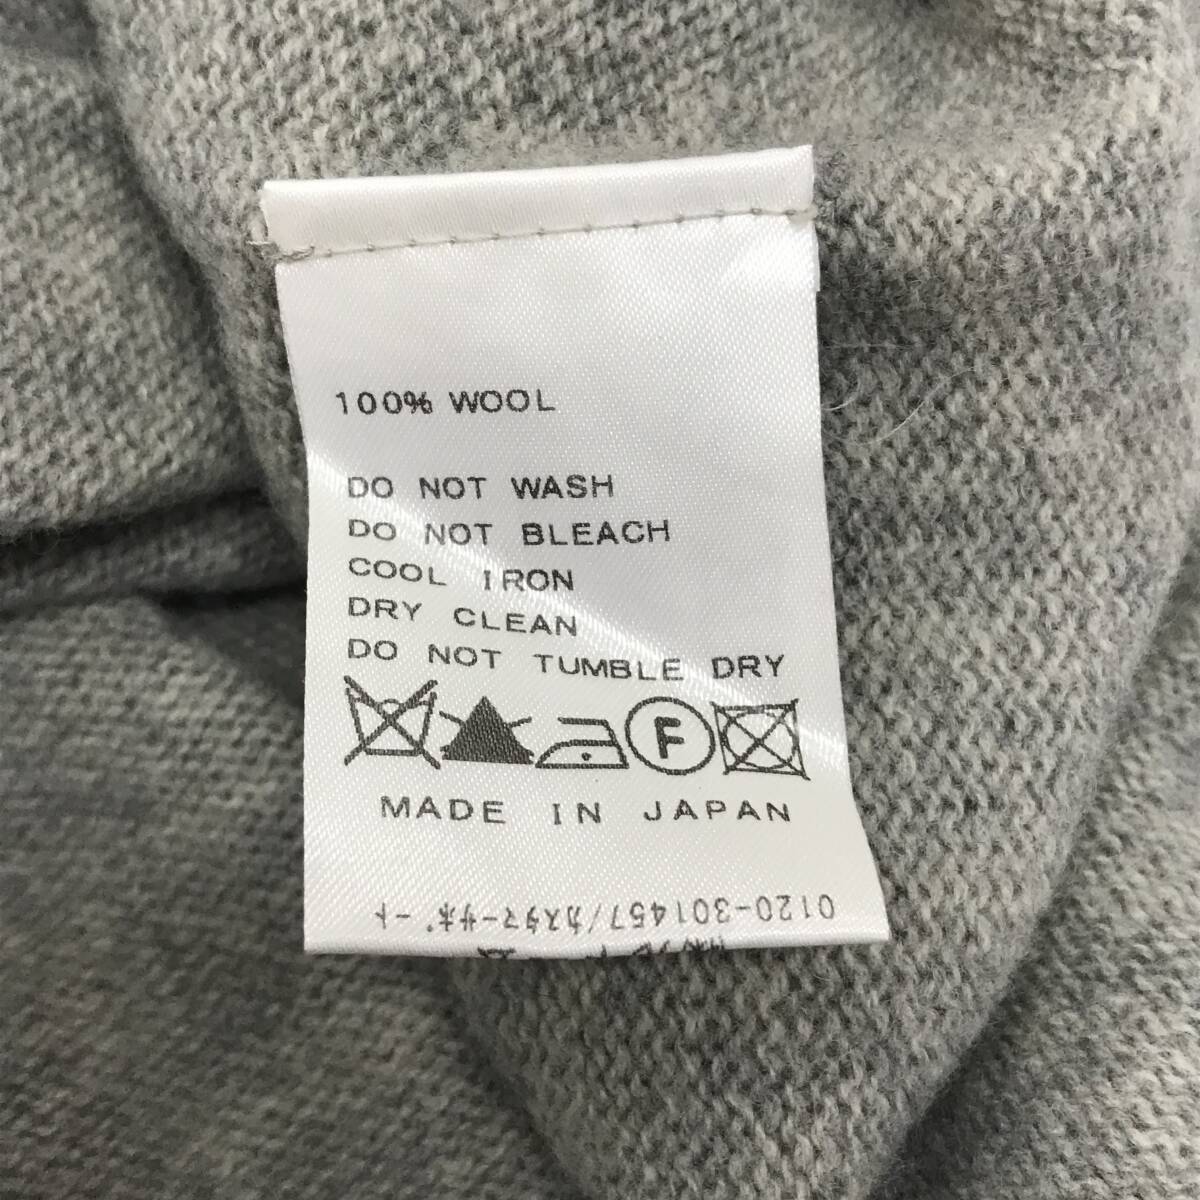 100% WOOL
DO NOT WASH
DO NOT BLEACH
COOL IRON
DRY CLEAN
DO NOT TUMBLE DRY
F
MADE IN JAPAN
0120-301457/カスタマーサポート